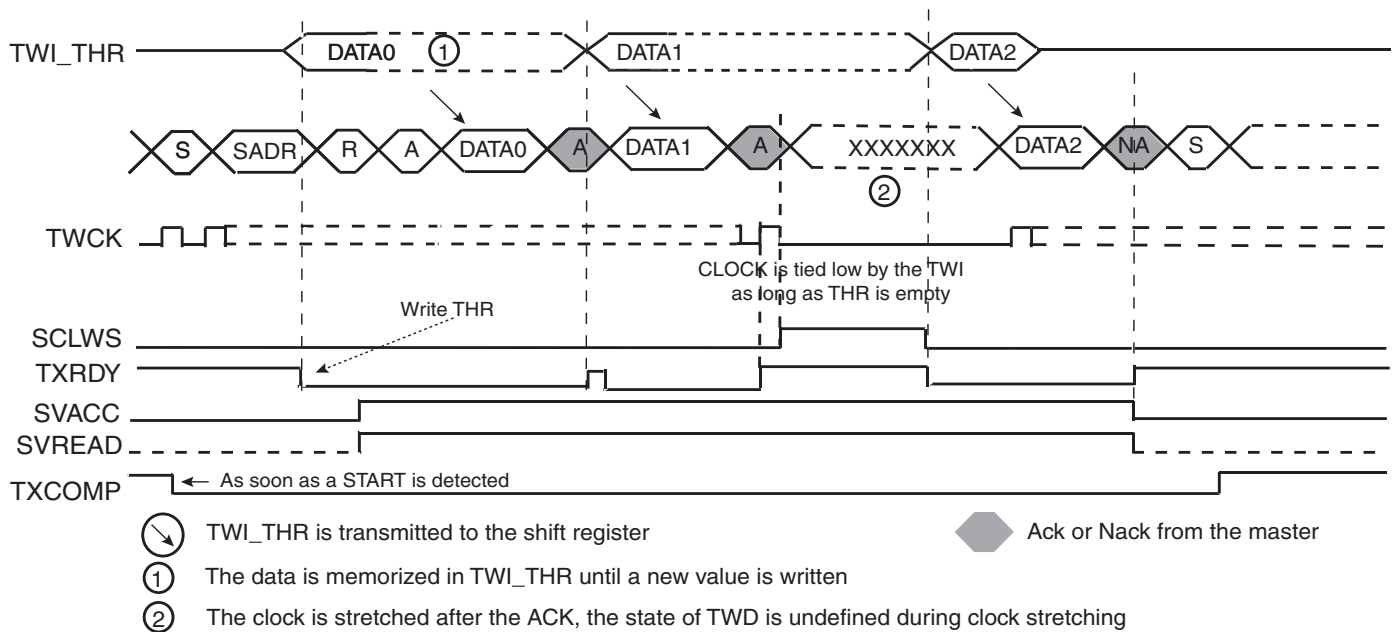 TWI_THR DATA0 1 DATA1 DATA2
S SADR R A DATA0 A DATA1 A XXXXXXX DATA2 NA S
2
TWCK
CLOCK is tied low by the TWI
as long as THR is empty
Write THR
SCLWS
TXRDY
SVACC
SVREAD
TXCOMP As soon as a START is detected
TWI_THR is transmitted to the shift register Ack or Nack from the master
1 The data is memorized in TWI_THR until a new value is written
2 The clock is stretched after the ACK, the state of TWD is undefined during clock stretching